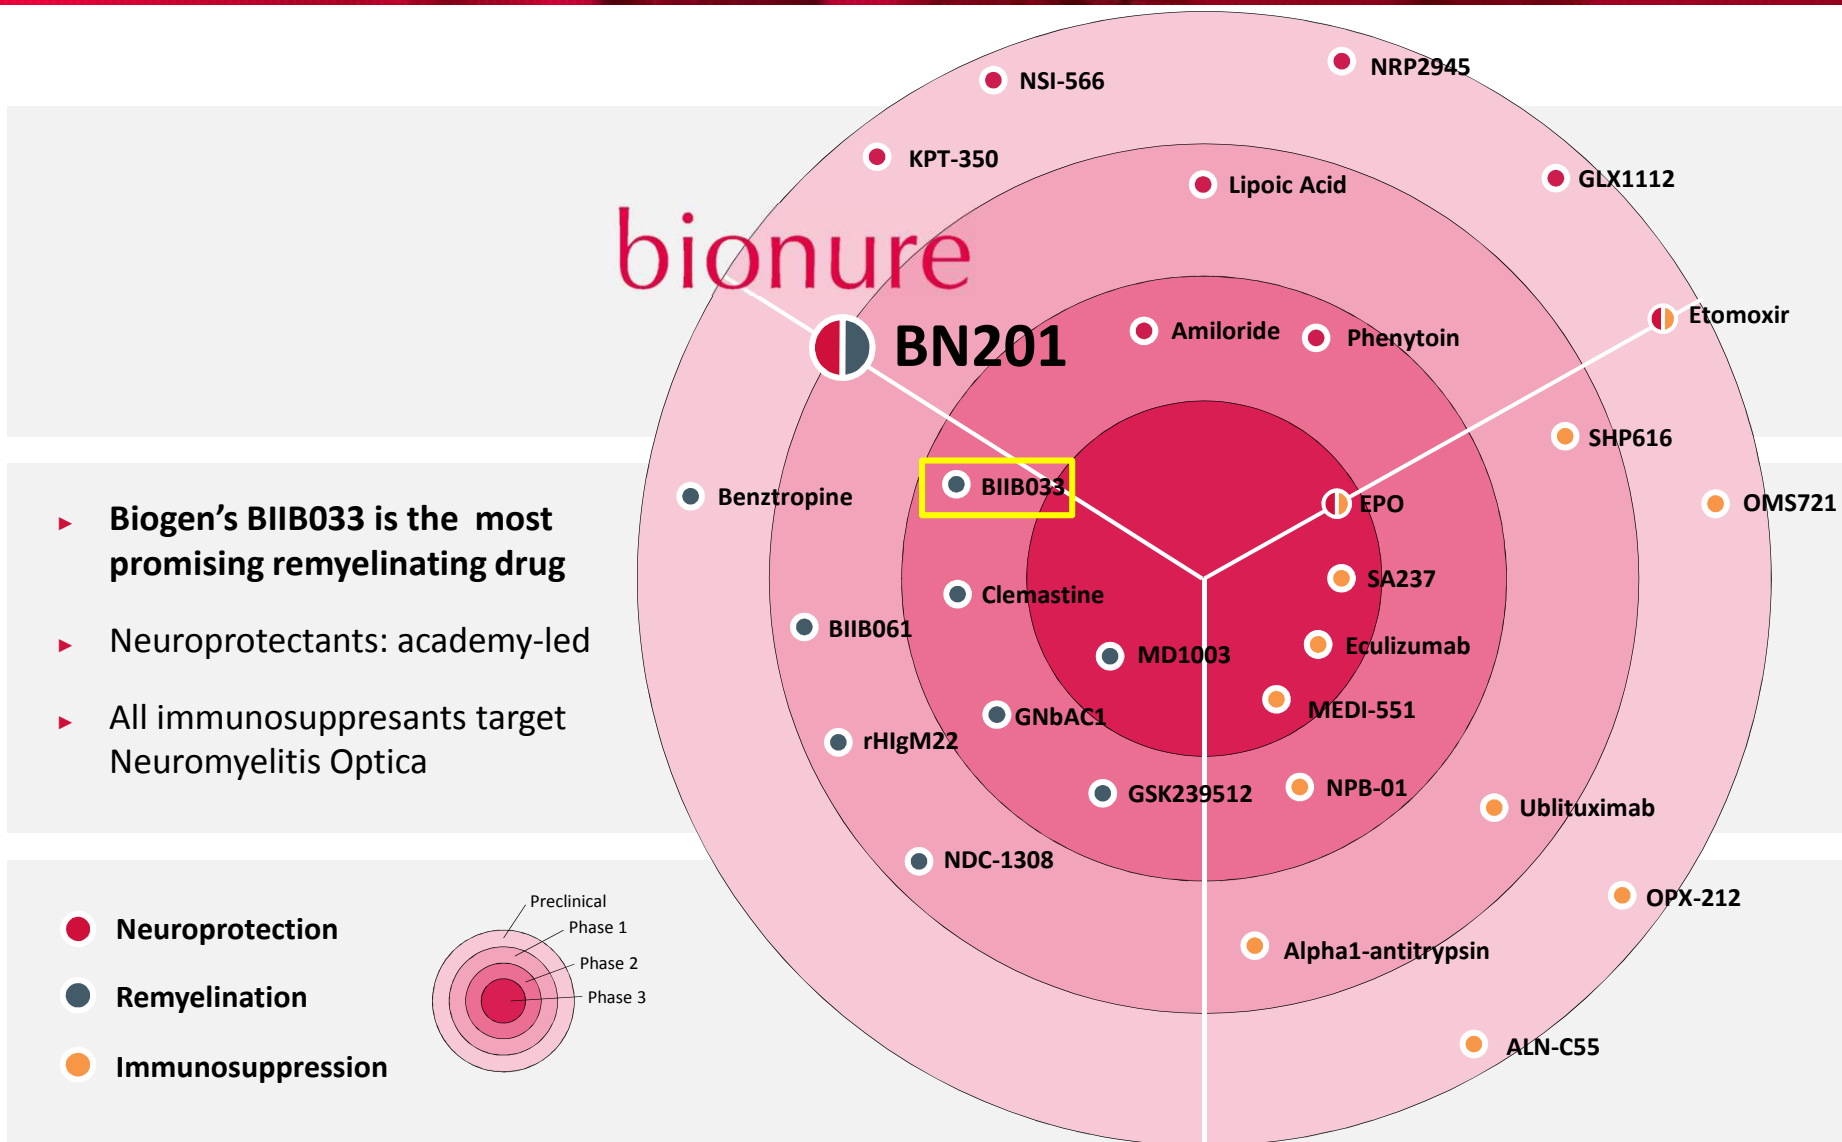 NSI-566
NRP2945
KPT-350
Lipoic Acid
GLX1112
bionure
BN201
Amiloride
Phenytoin
Etomoxir
SHP616
Benztropine
BIIB033
EPO
OMS721
Biogen's BIIB033 is the most
promising remyelinating drug
Neuroprotectants: academy-led
All immunosuppresants target
Neuromyelitis Optica
Clemastine
SA237
BIIB061
MD1003
Eculizumab
GNbAC1
MEDI-551
rHIgM22
GSK239512
NPB-01
Ublituximab
NDC-1308
OPX-212
Alpha1-antitrypsin
ALN-C55
Neuroprotection
Remyelination
Immunosuppression
Preclinical
Phase 1
Phase 2
Phase 3